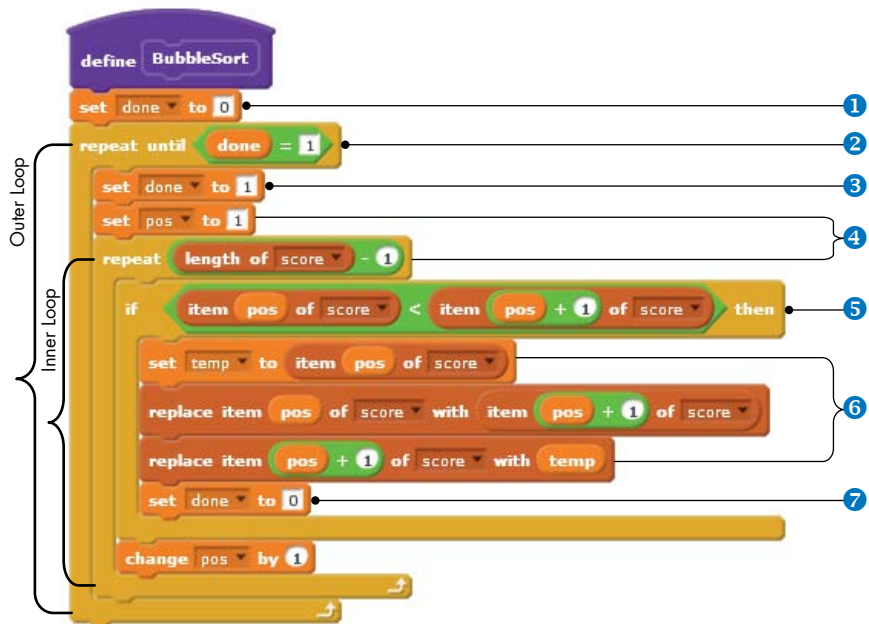 define BubbleSort
set done to 0
1
repeat until done = 1
2
set done to 1
3
set pos to 1
4
repeat length of score - 1
if item pos of score < item pos + 1 of score then
5
set temp to item pos of score
replace item pos of score with item pos + 1 of score
6
replace item pos + 1 of score with temp
set done to 0
7
change pos by 1
Outer Loop
Inner Loop